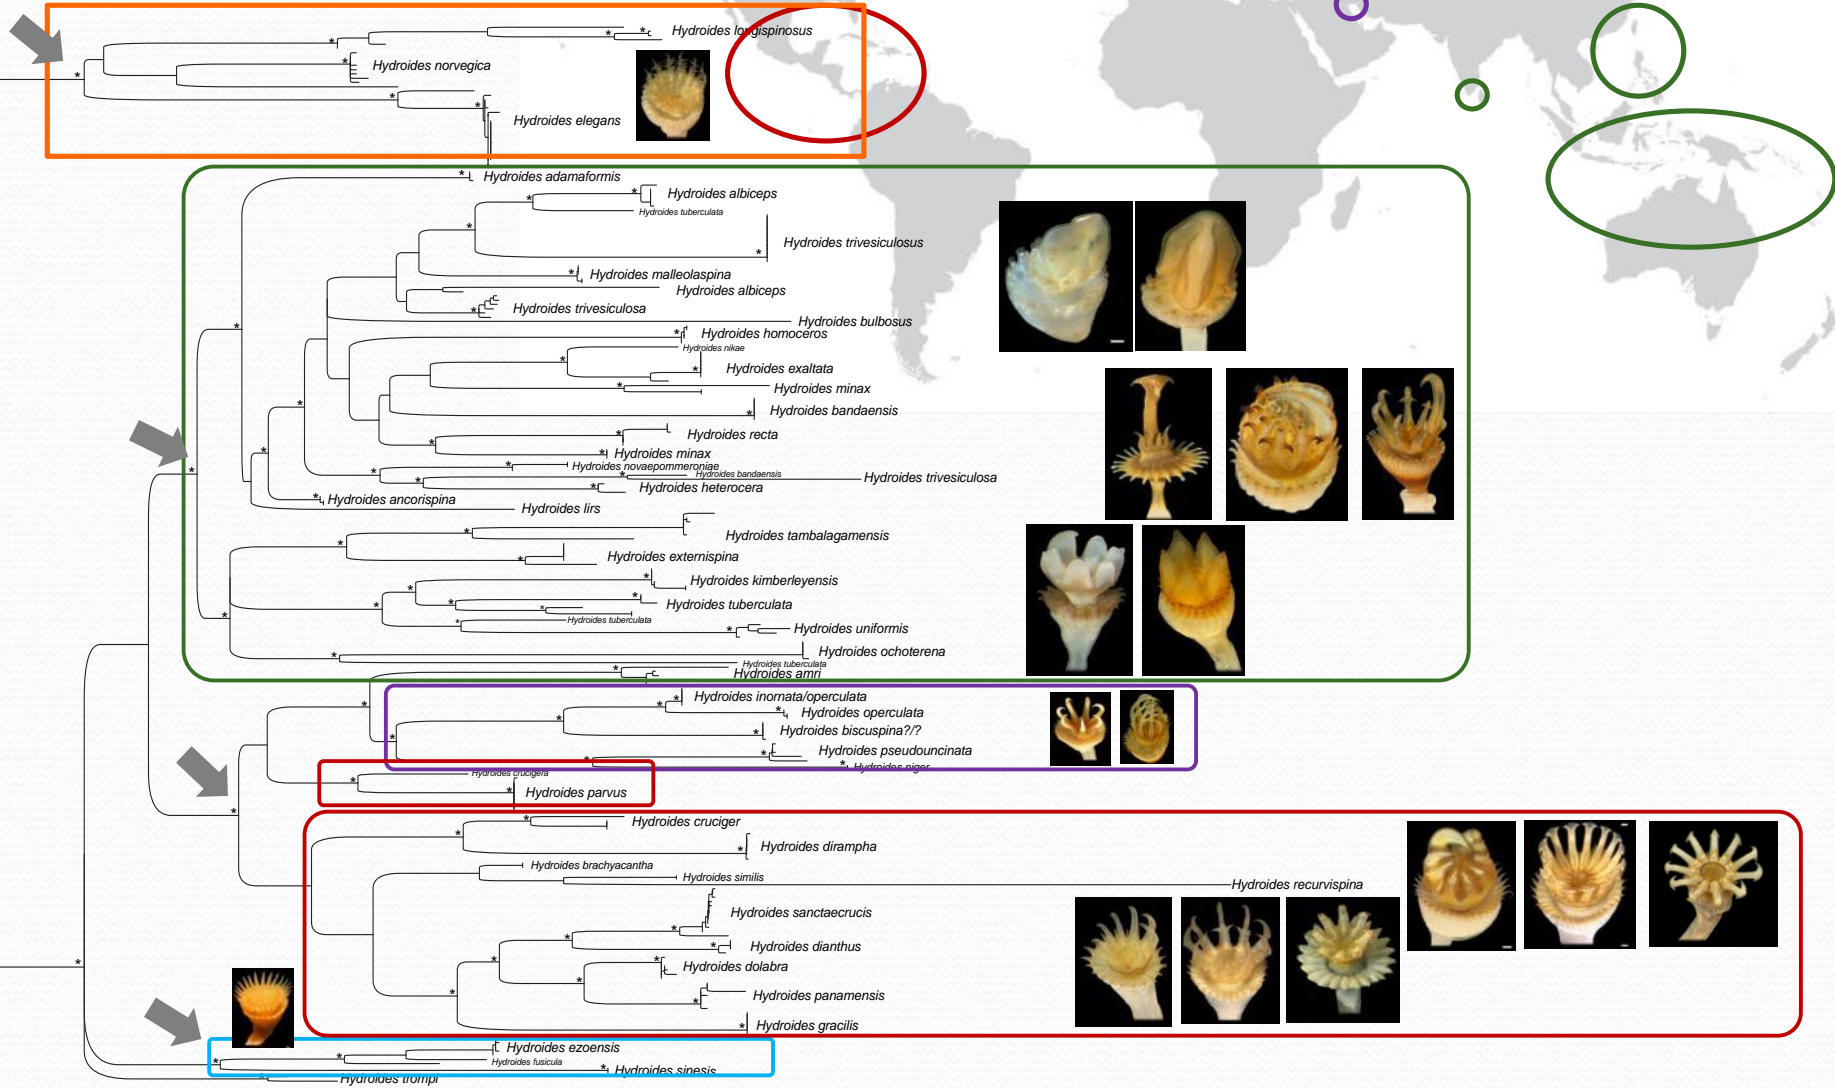 Hydroides longispinosus
Hydroides norvegica
Hydroides elegans
Hydroides adamaformis
Hydroides albiceps
Hydroides tuberculata
Hydroides trivesiculosus
Hydroides malleolaspina
Hydroides albiceps
Hydroides trivesiculosa
Hydroides bulbosus
Hydroides homoceros
Hydroides nikae
Hydroides exaltata
Hydroides minax
Hydroides bandaensis
Hydroides recta
Hydroides minax
Hydroides novaepommeroniae
Hydroides bandaensis
Hydroides trivesiculosa
Hydroides heterocera
Hydroides ancorispina
Hydroides lirs
Hydroides tambalagamensis
Hydroides externispina
Hydroides kimberleyensis
Hydroides tuberculata
Hydroides tuberculata
Hydroides uniformis
Hydroides ochoterena
Hydroides tuberculata
Hydroides amri
Hydroides inornata/operculata
Hydroides operculata
Hydroides biscuspina?/?
Hydroides pseudouncinata
Hydroides niger
Hydroides crucigera
Hydroides parvus
Hydroides cruciger
Hydroides dirampha
Hydroides brachyacantha
Hydroides similis
Hydroides recurvispina
Hydroides sanctaecrucis
Hydroides dianthus
Hydroides dolabra
Hydroides panamensis
Hydroides gracilis
Hydroides ezoensis
Hydroides fusicula
Hydroides sinesis
Hydroides trompi